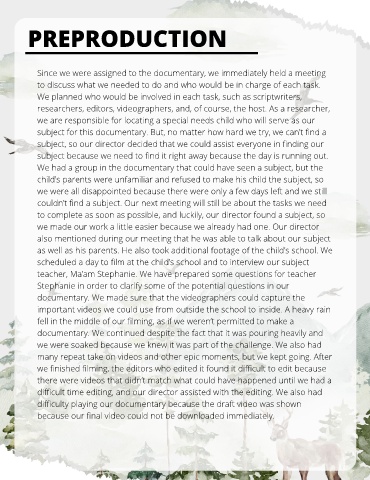 PREPRODUCTION
Since we were assigned to the documentary, we immediately held a meeting
to discuss what we needed to do and who would be in charge of each task.
We planned who would be involved in each task, such as scriptwriters,
researchers, editors, videographers, and, of course, the host. As a researcher,
we are responsible for locating a special needs child who will serve as our
subject for this documentary. But, no matter how hard we try, we can't find a
subject, so our director decided that we could assist everyone in finding our
subject because we need to find it right away because the day is running out.
We had a group in the documentary that could have seen a subject, but the
child's parents were unfamiliar and refused to make his child the subject, so
we were all disappointed because there were only a few days left and we still
couldn't find a subject. Our next meeting will still be about the tasks we need
to complete as soon as possible, and luckily, our director found a subject, so
we made our work a little easier because we already had one. Our director
also mentioned during our meeting that he was able to talk about our subject
as well as his parents. He also took additional footage of the child's school. We
scheduled a day to film at the child's school and to interview our subject
teacher, Ma'am Stephanie. We have prepared some questions for teacher
Stephanie in order to clarify some of the potential questions in our
documentary. We made sure that the videographers could capture the
important videos we could use from outside the school to inside. A heavy rain
fell in the middle of our filming, as if we weren't permitted to make a
documentary. We continued despite the fact that it was pouring heavily and
we were soaked because we knew it was part of the challenge. We also had
many repeat take on videos and other epic moments, but we kept going. After
we finished filming, the editors who edited it found it difficult to edit because
there were videos that didn't match what could have happened until we had a
difficult time editing, and our director assisted with the editing. We also had
difficulty playing our documentary because the draft video was shown
because our final video could not be downloaded immediately.